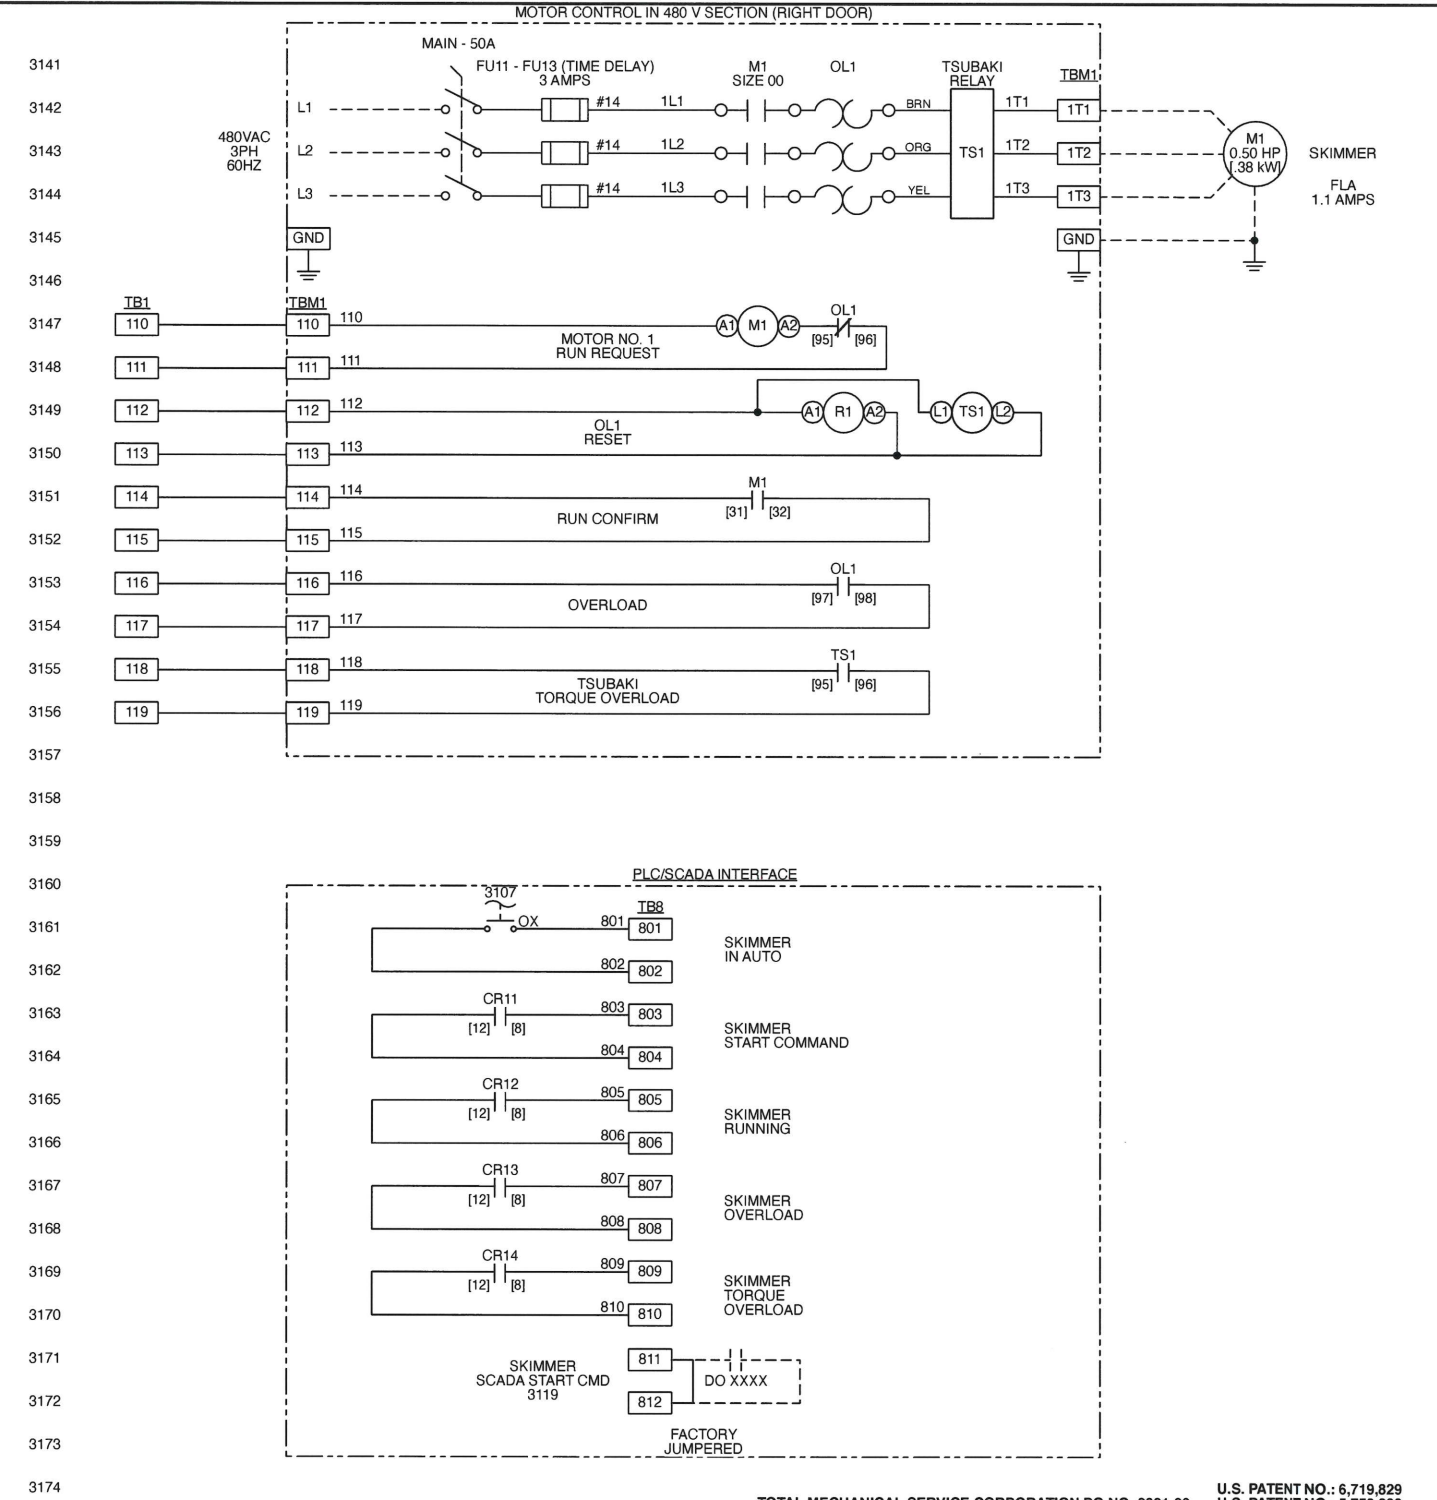 MOTOR CONTROL IN 480 V SECTION (RIGHT DOOR)
MAIN - 50A
3141
FU11 - FU13 (TIME DELAY)
3 AMPS
M1
SIZE 00
OL1
TSUBAKI
RELAY
TBM1
3142
L1
#14
1L1
BRN
1T1
1T1
480VAC
3PH
60HZ
3143
L2
#14
1L2
ORG
TS1
1T2
1T2
M1
0.50 HP
[.38 kW]
SKIMMER
FLA
1.1 AMPS
3144
L3
#14
1L3
YEL
1T3
1T3
3145
GND
GND
3146
TB1
TBM1
3147
110
110
110
A1
M1
A2
OL1
[95]
[96]
MOTOR NO. 1
RUN REQUEST
3148
111
111
111
3149
112
112
112
A1
R1
A2
L1
TS1
L2
OL1
RESET
3150
113
113
113
3151
114
114
114
M1
[31]
[32]
RUN CONFIRM
3152
115
115
115
3153
116
116
116
OL1
[97]
[98]
OVERLOAD
3154
117
117
117
3155
118
118
118
TS1
[95]
[96]
TSUBAKI
TORQUE OVERLOAD
3156
119
119
119
3157
3158
3159
3160
PLC/SCADA INTERFACE
3107
TB8
3161
OX
801
801
SKIMMER
IN AUTO
3162
802
802
3163
CR11
[12]
[8]
803
803
SKIMMER
START COMMAND
3164
804
804
3165
CR12
[12]
[8]
805
805
SKIMMER
RUNNING
3166
806
806
3167
CR13
[12]
[8]
807
807
SKIMMER
OVERLOAD
3168
808
808
3169
CR14
[12]
[8]
809
809
SKIMMER
TORQUE
OVERLOAD
3170
810
810
3171
811
SKIMMER
SCADA START CMD
3119
DO XXXX
3172
812
3173
FACTORY
JUMPERED
3174
U.S. PATENT NO.: 6,719,829